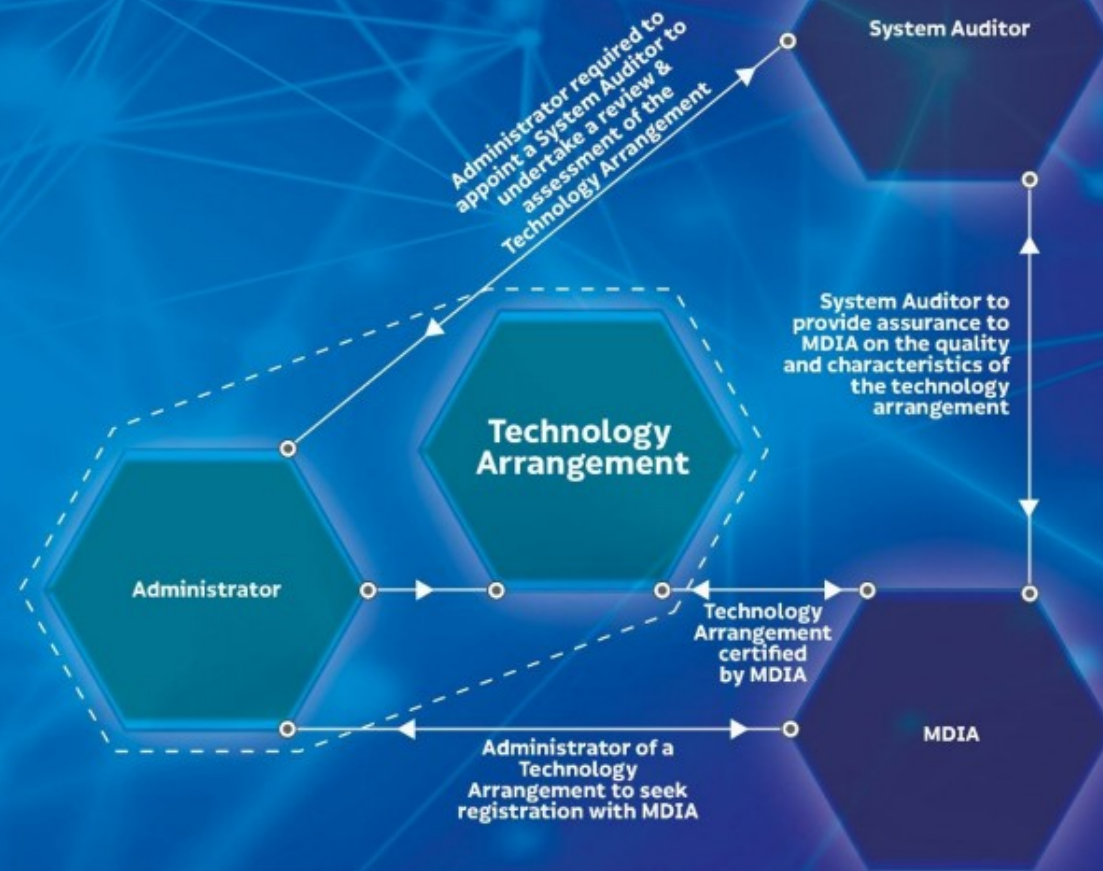 System Auditor
Administrator required to
appoint a System Auditor to
undertake a review &
assessment of the
Technology Arrangement
System Auditor to
provide assurance to
MDIA on the quality
and characteristics of
the technology
arrangement
Technology
Arrangement
Administrator
Technology
Arrangement
certified
by MDIA
MDIA
Administrator of a
Technology
Arrangement to seek
registration with MDIA